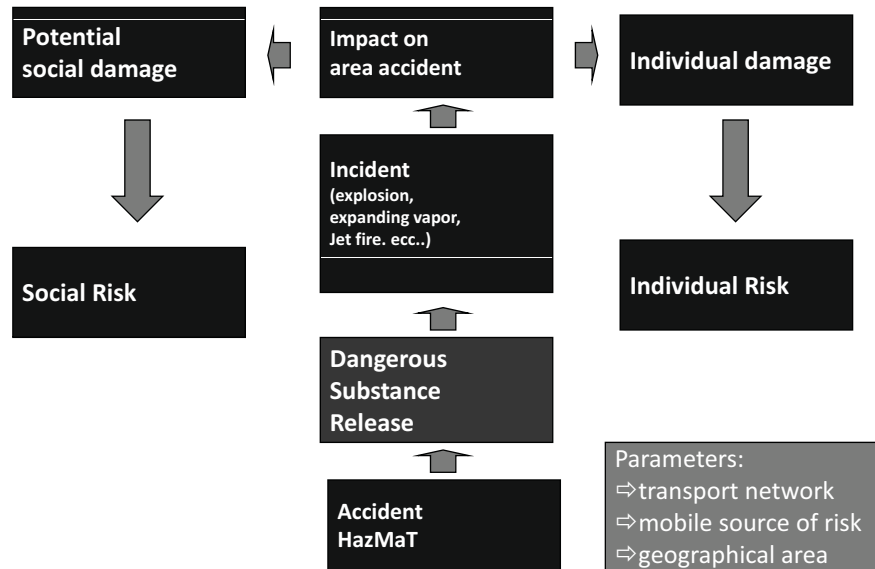 Potential
social damage
Impact on
area accident
Individual damage
Incident
(explosion,
expanding vapor,
Jet fire. ecc..)
Social Risk
Individual Risk
Dangerous
Substance
Release
Accident
HazMaT
Parameters:
⇨transport network
⇨mobile source of risk
⇨geographical area